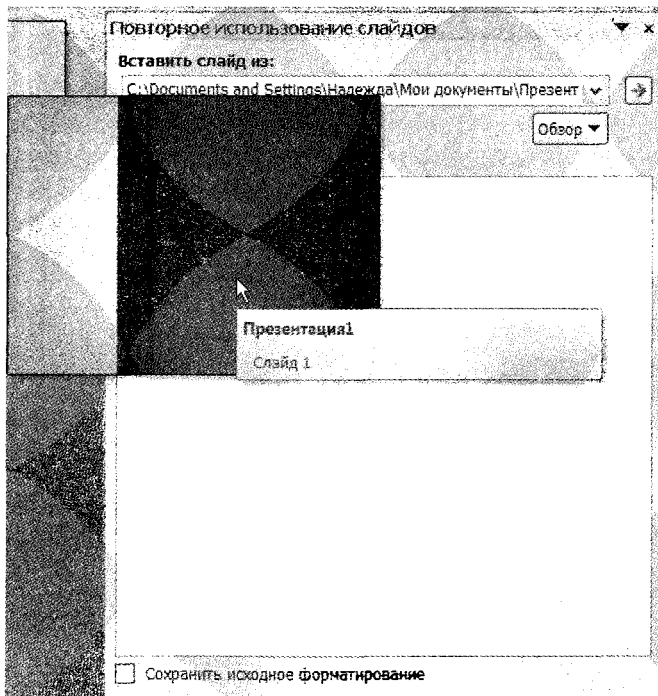 Повторное использование слайдов
Вставить слайд из:
C:\Documents and Settings\Надежда\Мои документы\Презент
Обзор
Презентация1
Слайд 1
Сохранить исходное форматирование